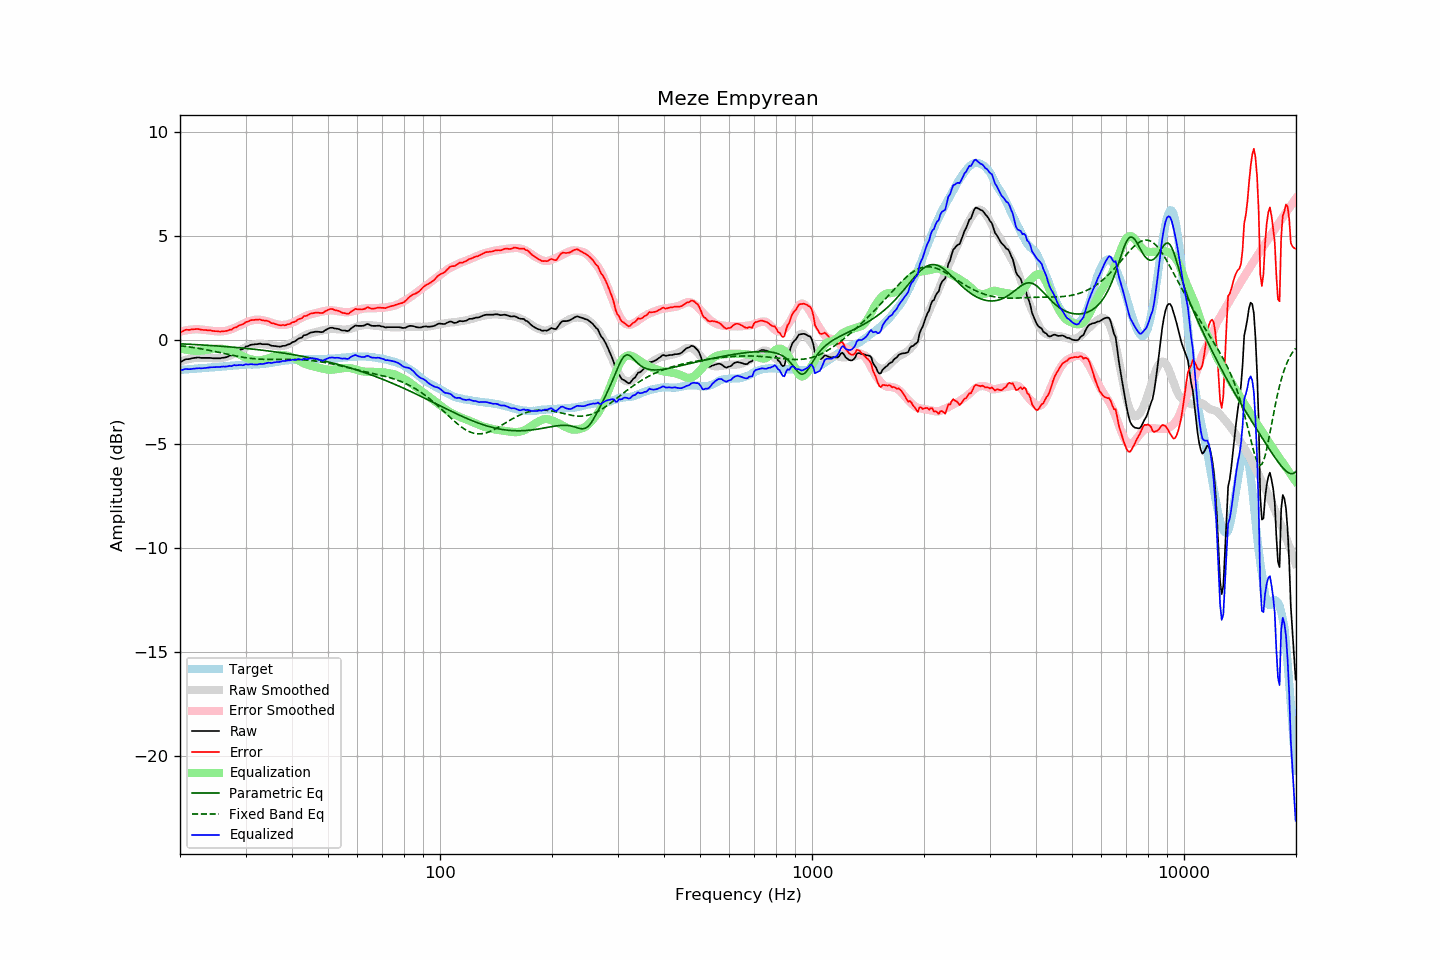 Meze Empyrean
10
5
0
−5
−10
−15
−20
Amplitude (dBr)
Target
Raw Smoothed
Error Smoothed
Raw
Error
Equalization
Parametric Eq
Fixed Band Eq
Equalized
100
1000
10000
Frequency (Hz)